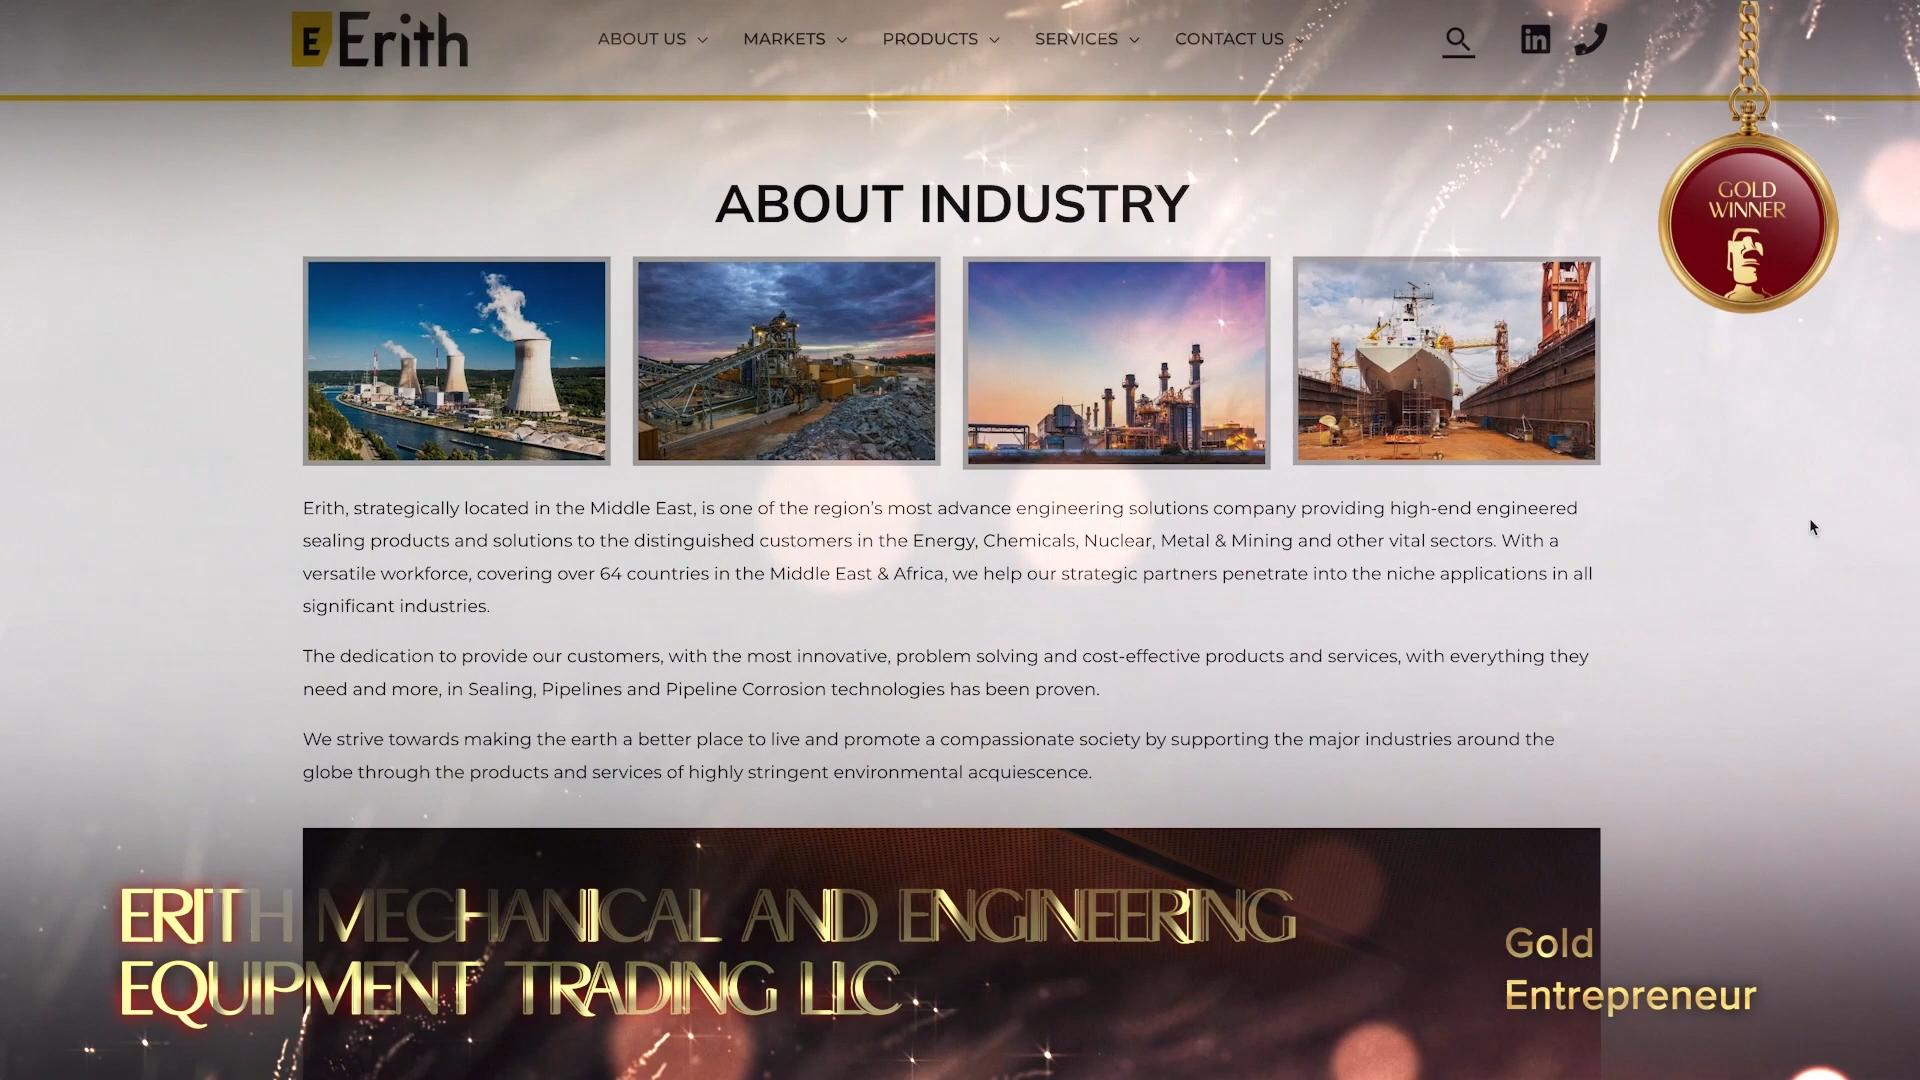 E Erith
ABOUT US
MARKETS
PRODUCTS
SERVICES
CONTACT US
in
GOLD
WINNER
ABOUT INDUSTRY
Erith, strategically located in the Middle East, is one of the region’s most advance engineering solutions company providing high-end engineered
sealing products and solutions to the distinguished customers in the Energy, Chemicals, Nuclear, Metal & Mining and other vital sectors. With a
versatile workforce, covering over 64 countries in the Middle East & Africa, we help our strategic partners penetrate into the niche applications in all
significant industries.
The dedication to provide our customers, with the most innovative, problem solving and cost-effective products and services, with everything they
need and more, in Sealing, Pipelines and Pipeline Corrosion technologies has been proven.
We strive towards making the earth a better place to live and promote a compassionate society by supporting the major industries around the
globe through the products and services of highly stringent environmental acquiescence.
ERITH MECHANICAL AND ENGINEERING
EQUIPMENT TRADING LLC
Gold
Entrepreneur